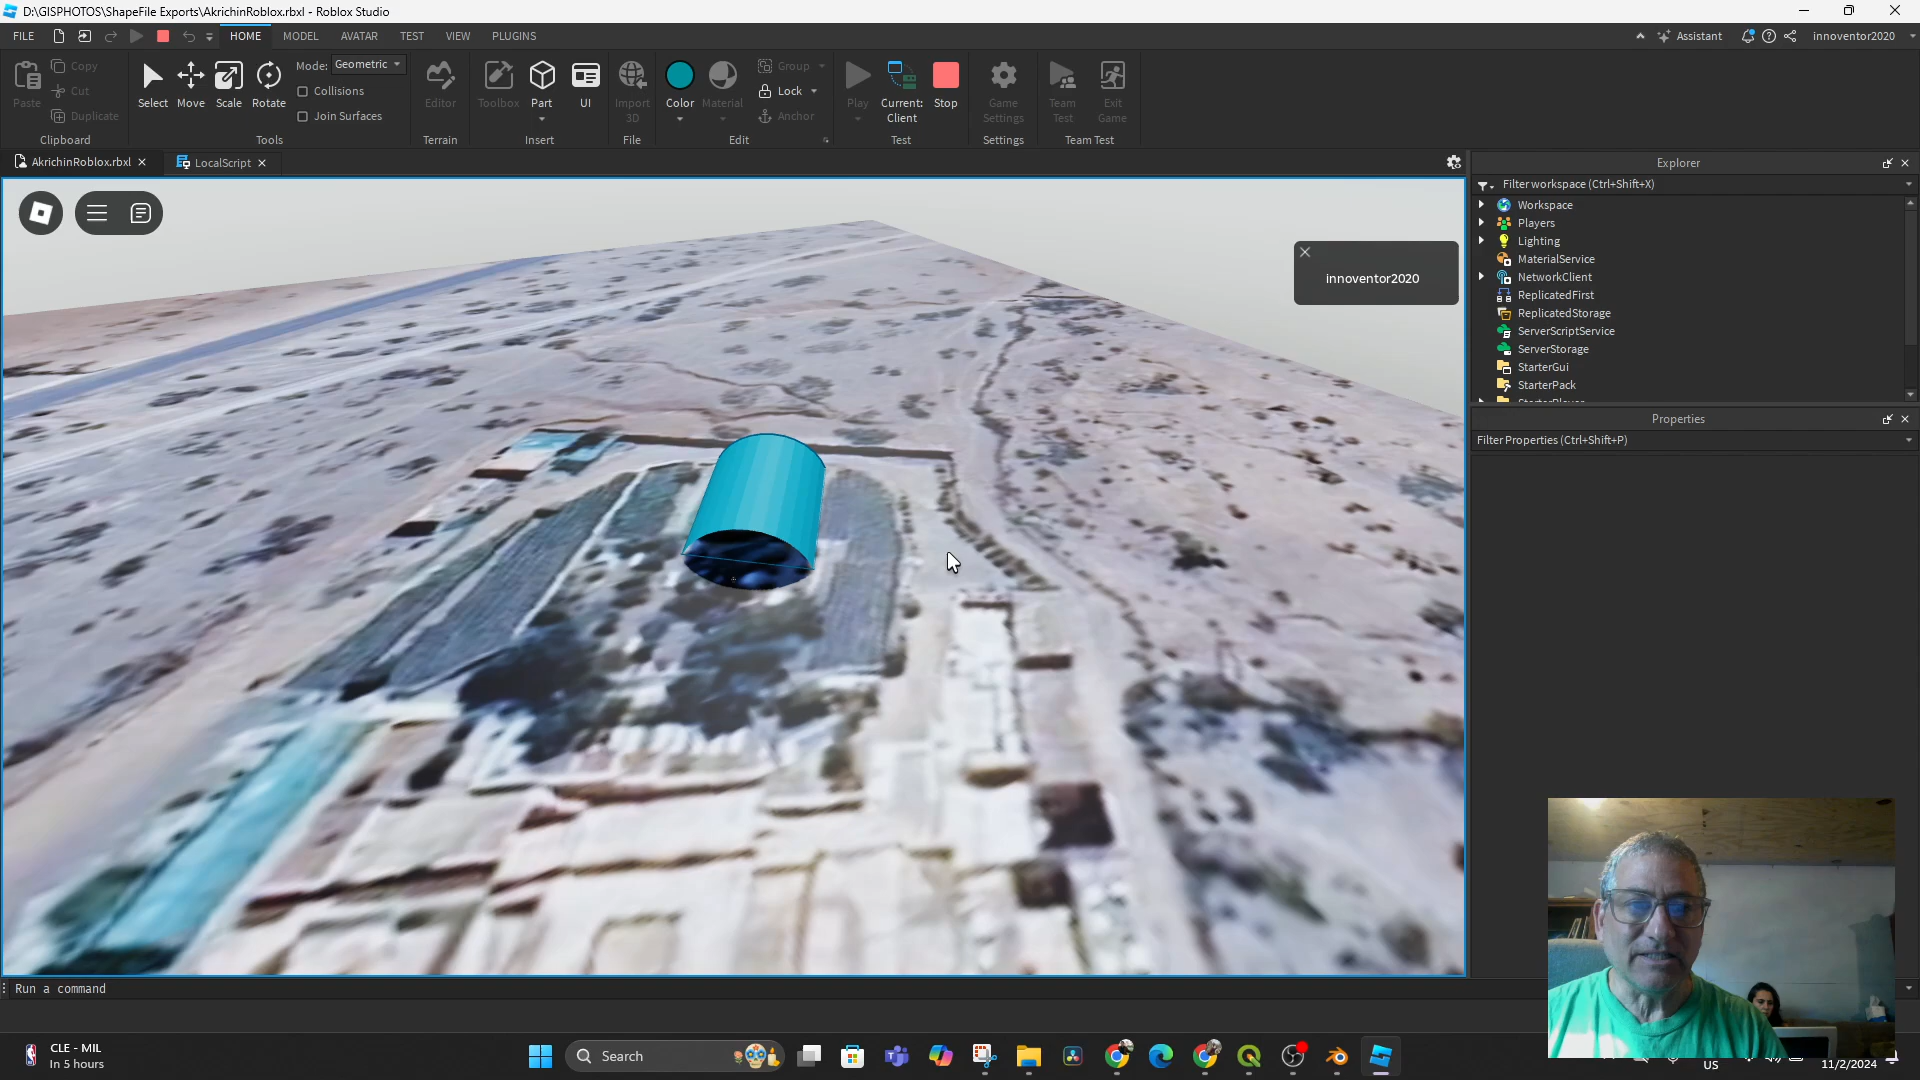 D:\GISPHOTOS\ShapeFile Exports\AkrichinRoblox.rbxl - Roblox Studio
FILE HOME MODEL AVATAR TEST VIEW PLUGINS Assistant innoventor2020
Paste Copy Cut Duplicate Clipboard
Select Move Scale Rotate Mode: Geometric Collisions Join Surfaces Tools
Editor Terrain
Toolbox Part UI Insert
Import 3D File
Color Material Group Lock Anchor Edit
Play Current: Client Stop Test
Game Settings Settings
Team Test Exit Game Team Test
AkrichinRoblox.rbxl LocalScript
innoventor2020
Explorer
Filter workspace (Ctrl+Shift+X)
Workspace
Players
Lighting
MaterialService
NetworkClient
ReplicatedFirst
ReplicatedStorage
ServerScriptService
ServerStorage
StarterGui
StarterPack
Properties
Filter Properties (Ctrl+Shift+P)
Run a command
CLE - MIL
In 5 hours
Search
US
11/2/2024